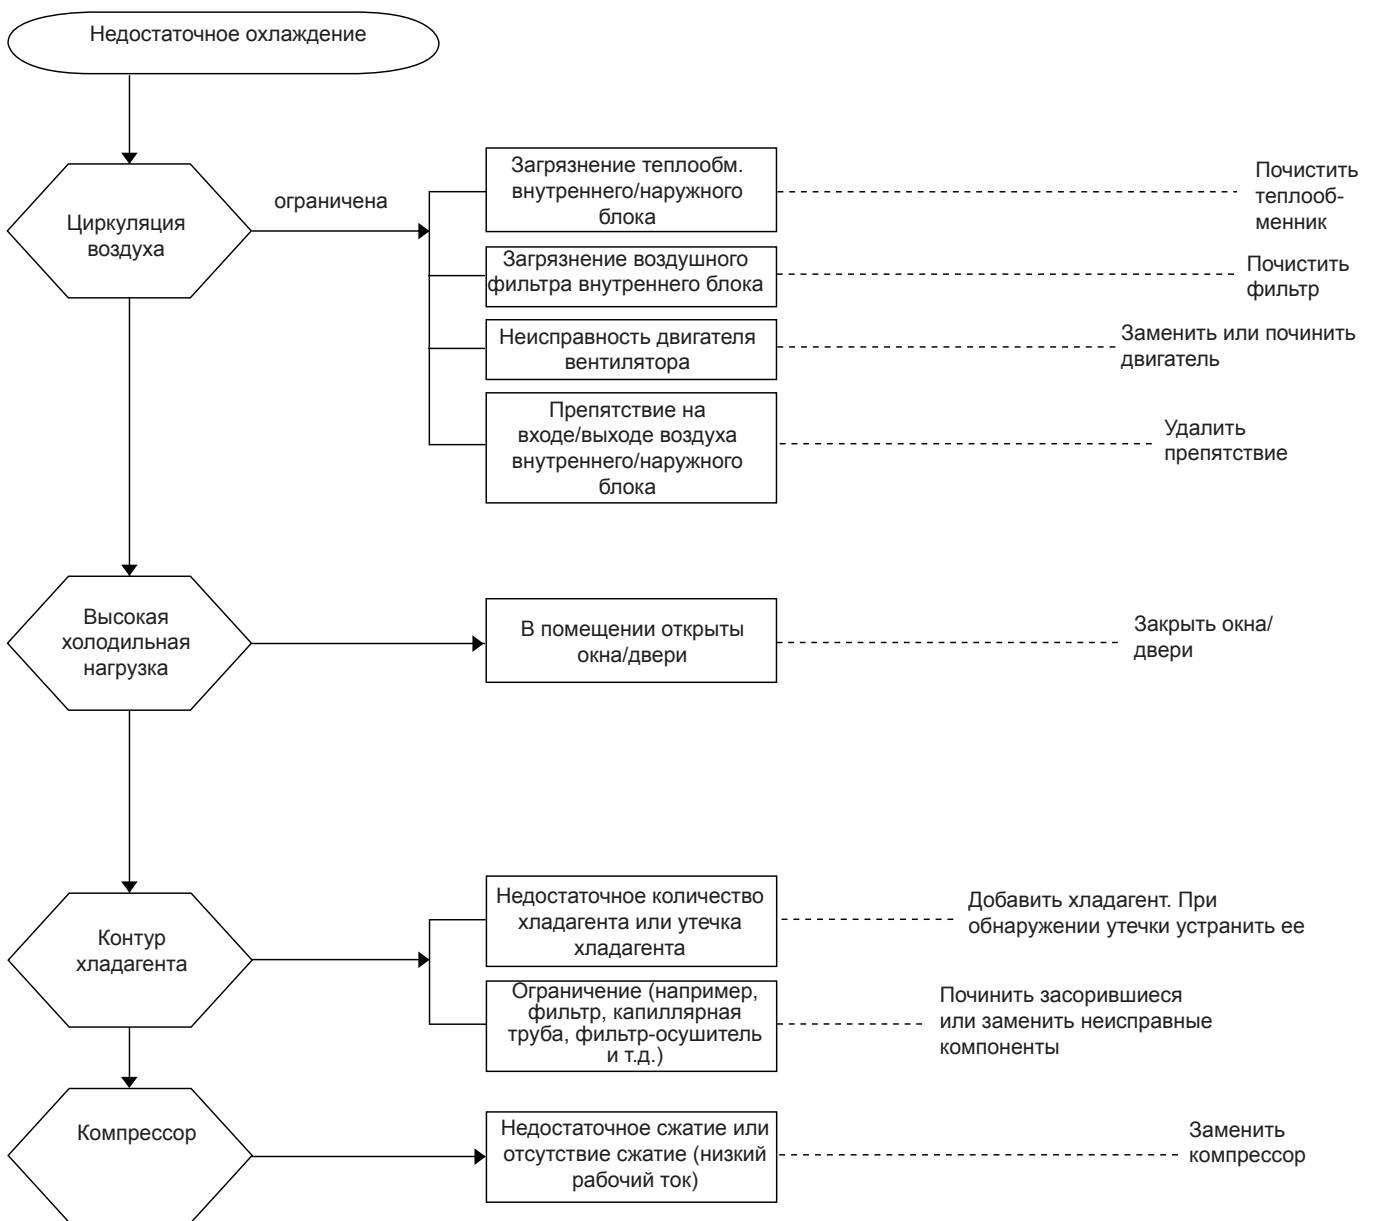 Недостаточное охлаждение
Циркуляция
воздуха
ограничена
Загрязнение теплообм.
внутреннего/наружного
блока
Почистить
теплооб-
менник
Загрязнение воздушного
фильтра внутреннего блока
Почистить
фильтр
Неисправность двигателя
вентилятора
Заменить или починить
двигатель
Препятствие на
входе/выходе воздуха
внутреннего/наружного
блока
Удалить
препятствие
Высокая
холодильная
нагрузка
В помещении открыты
окна/двери
Закрыть окна/
двери
Контур
хладагента
Недостаточное количество
хладагента или утечка
хладагента
Добавить хладагент. При
обнаружении утечки устранить ее
Ограничение (например,
фильтр, капиллярная
труба, фильтр-осушитель
и т.д.)
Починить засорившиеся
или заменить неисправные
компоненты
Компрессор
Недостаточное сжатие или
отсутствие сжатие (низкий
рабочий ток)
Заменить
компрессор